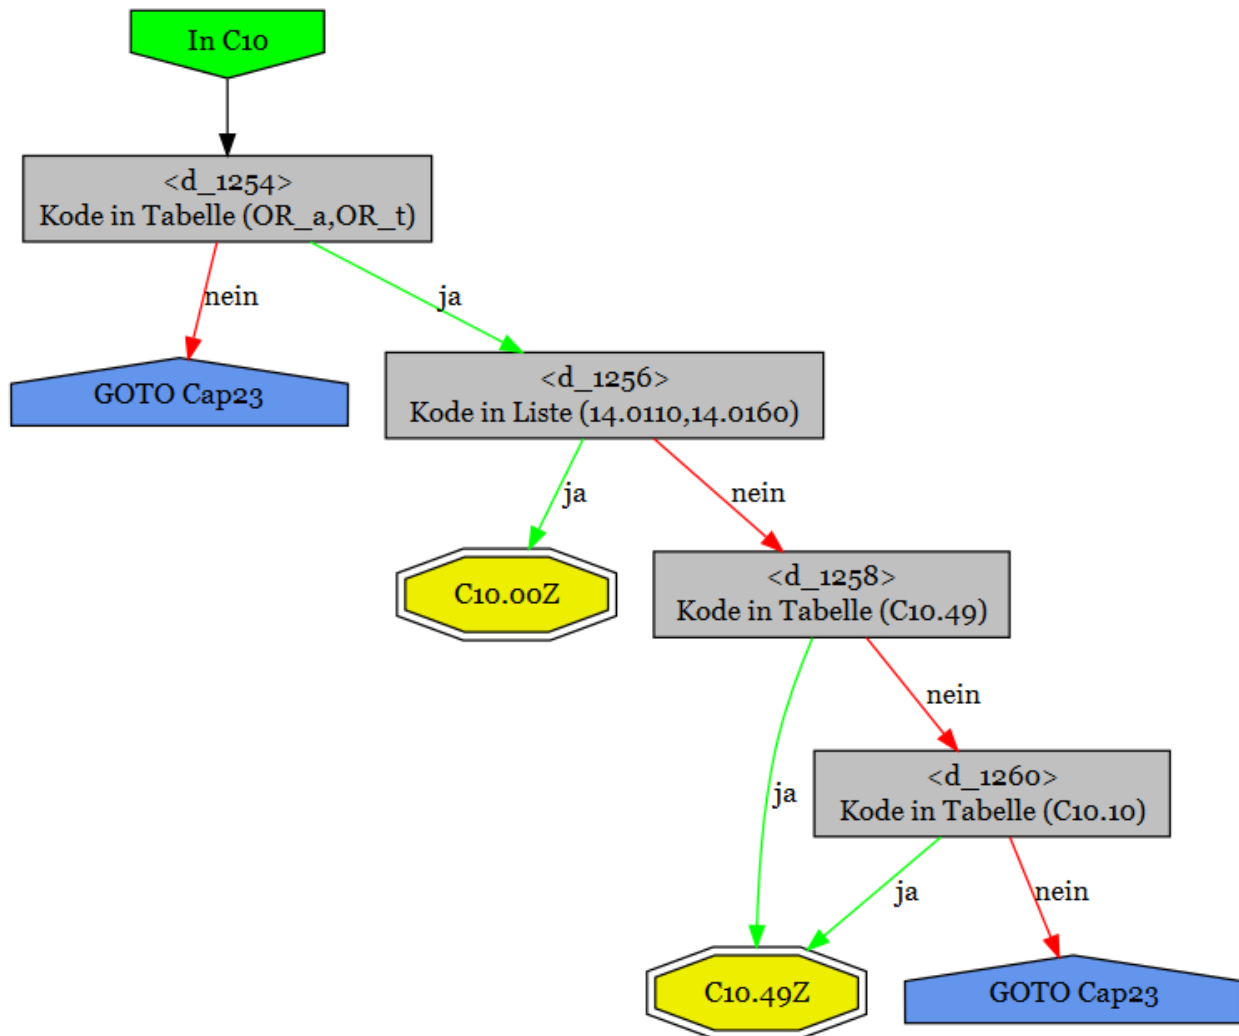 In C10
<d_1254>
Kode in Tabelle (OR_a,OR_t)
nein
ja
GOTO Cap23
<d_1256>
Kode in Liste (14.0110,14.0160)
ja
nein
C10.00Z
<d_1258>
Kode in Tabelle (C10.49)
nein
ja
<d_1260>
Kode in Tabelle (C10.10)
ja
nein
C10.49Z
GOTO Cap23